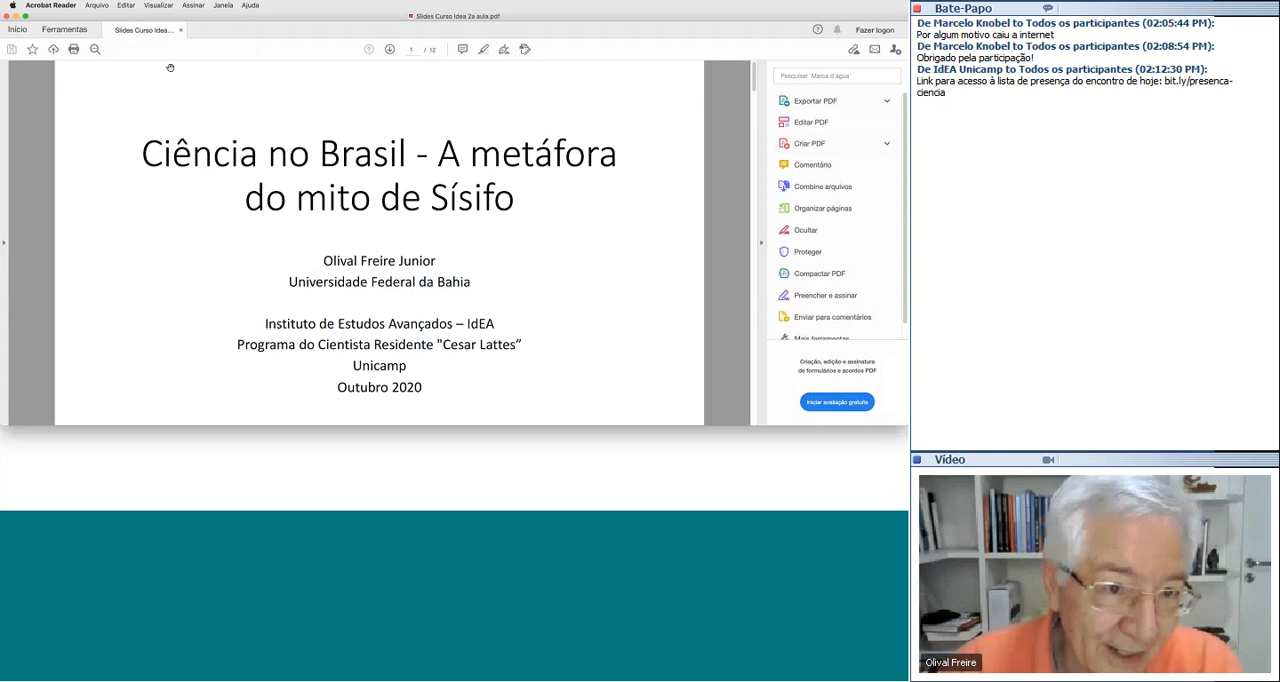 Acrobat Reader Arquivo Editar Visualizar Assinar Janela Ajuda
Slides Curso Idea 2a aula.pdf
Início Ferramentas Slides Curso Idea... × Fazer logon
1 / 12
Ciência no Brasil - A metáfora
do mito de Sísifo
Olival Freire Junior
Universidade Federal da Bahia
Instituto de Estudos Avançados – IdEA
Programa do Cientista Residente "Cesar Lattes”
Unicamp
Outubro 2020
Pesquisar 'Marca d'água'
Exportar PDF
Editar PDF
Criar PDF
Comentário
Combine arquivos
Organizar páginas
Ocultar
Proteger
Compactar PDF
Preencher e assinar
Enviar para comentários
Mais ferramentas
Criação, edição e assinatura
de formulários e acordos PDF
Iniciar avaliação gratuita
Bate-Papo
De Marcelo Knobel to Todos os participantes (02:05:44 PM):
Por algum motivo caiu a internet
De Marcelo Knobel to Todos os participantes (02:08:54 PM):
Obrigado pela participação!
De IdEA Unicamp to Todos os participantes (02:12:30 PM):
Link para acesso à lista de presença do encontro de hoje: bit.ly/presenca-
ciencia
Vídeo
Olival Freire